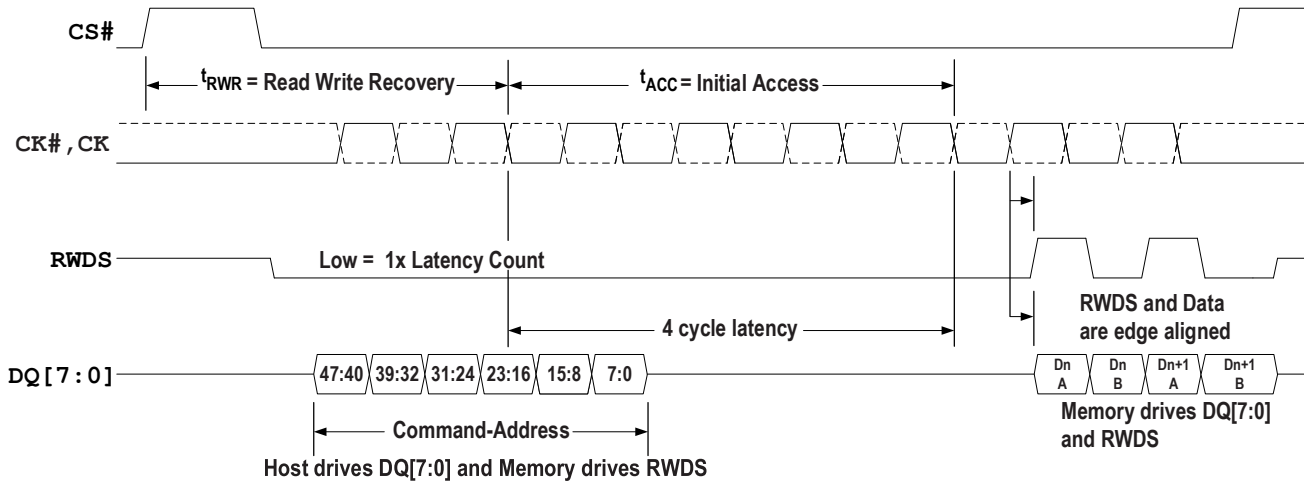 CS#
tRWR = Read Write Recovery
tACC = Initial Access
CK#,CK
RWDS
Low = 1x Latency Count
RWDS and Data
are edge aligned
4 cycle latency
DQ[7:0]
47:40 39:32 31:24 23:16 15:8 7:0
Dn Dn Dn+1 Dn+1
A B A B
Command-Address
Memory drives DQ[7:0]
and RWDS
Host drives DQ[7:0] and Memory drives RWDS